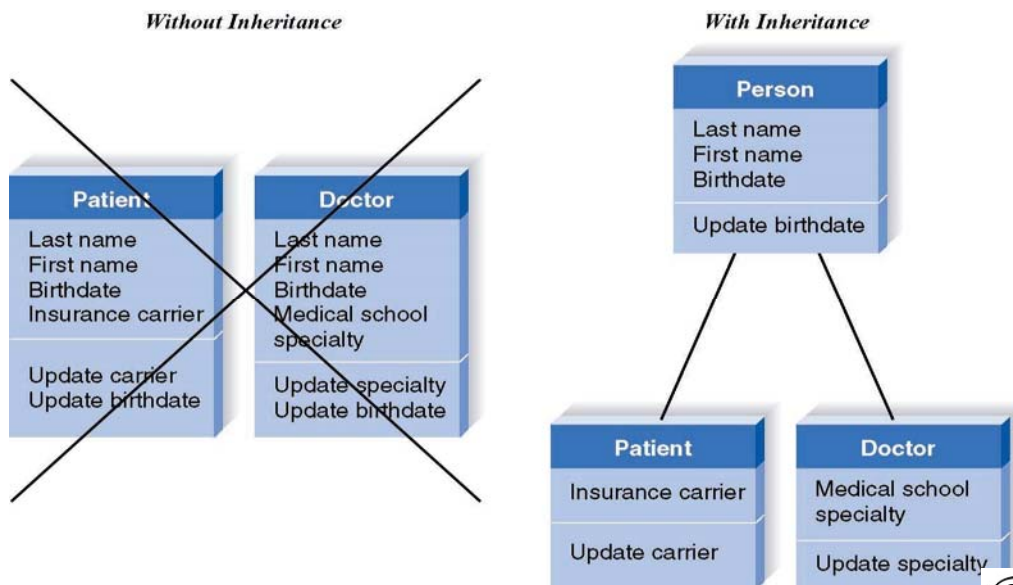 Without Inheritance
Patient
Last name
First name
Birthdate
Insurance carrier
Update carrier
Update birthdate
Doctor
Last name
First name
Birthdate
Medical school
specialty
Update specialty
Update birthdate
With Inheritance
Person
Last name
First name
Birthdate
Update birthdate
Patient
Insurance carrier
Update carrier
Doctor
Medical school
specialty
Update specialty